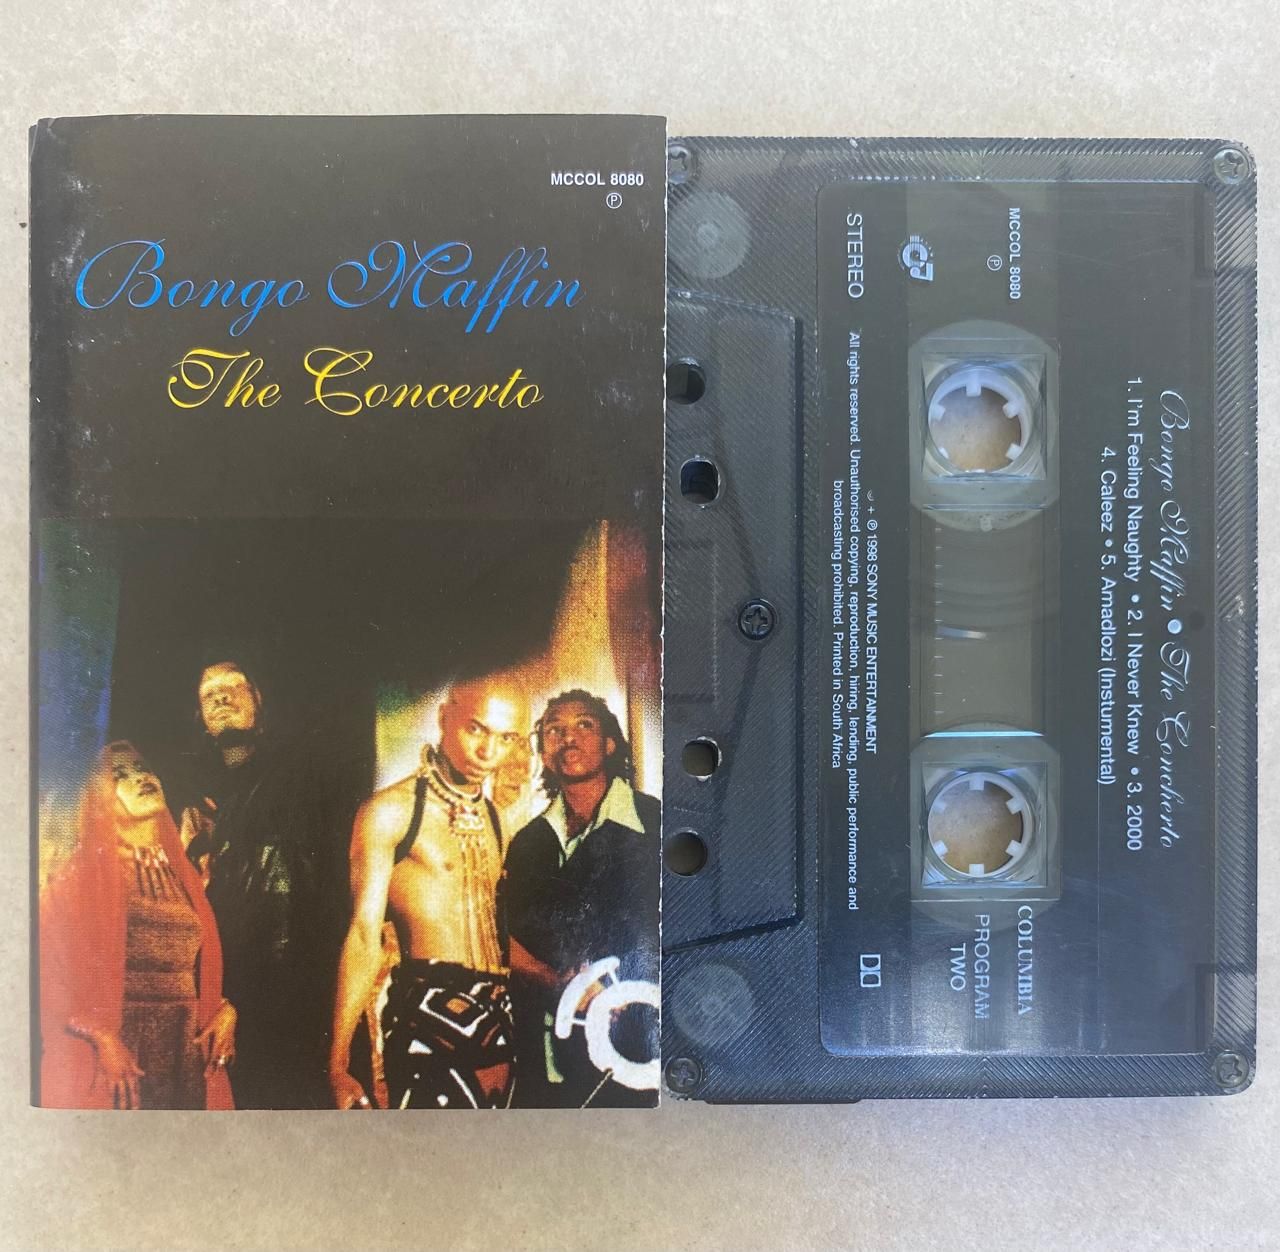 MCCOL 8080
℗
Bongo Maffin
The Concerto
Bongo Maffin • The Concherto
1. I'm Feeling Naughty • 2. I Never Knew • 3. 2000
4. Caleez • 5. Amadlozi (Instumental)
MCCOL 8080
℗
COLUMBIA
PROGRAM
TWO
STEREO
℗ 1998 SONY MUSIC ENTERTAINMENT
All rights reserved. Unauthorised copying, reproduction, hiring, lending, public performance and
broadcasting prohibited. Printed in South Africa